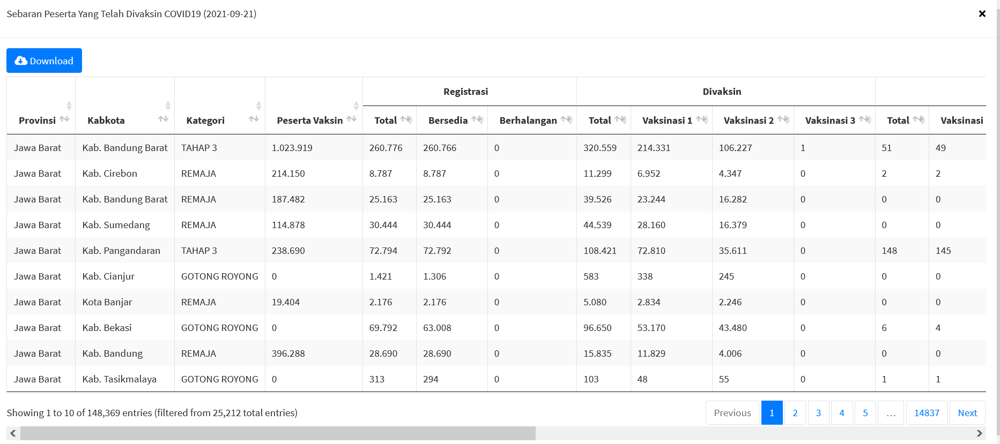 Sebaran Peserta Yang Telah Divaksin COVID19 (2021-09-21)
Download
Registrasi Divaksin
Provinsi Kabkota Kategori Peserta Vaksin Total Bersedia Berhalangan Total Vaksinasi 1 Vaksinasi 2 Vaksinasi 3 Total Vaksinasi
Jawa Barat Kab. Bandung Barat TAHAP 3 1.023.919 260.776 260.766 0 320.559 214.331 106.227 1 51 49
Jawa Barat Kab. Cirebon REMAJA 214.150 8.787 8.787 0 11.299 6.952 4.347 0 2 2
Jawa Barat Kab. Bandung Barat REMAJA 187.482 25.163 25.163 0 39.526 23.244 16.282 0 0 0
Jawa Barat Kab. Sumedang REMAJA 114.878 30.444 30.444 0 44.539 28.160 16.379 0 0 0
Jawa Barat Kab. Pangandaran TAHAP 3 238.690 72.794 72.792 0 108.421 72.810 35.611 0 148 145
Jawa Barat Kab. Cianjur GOTONG ROYONG 0 1.421 1.306 0 583 338 245 0 0 0
Jawa Barat Kota Banjar REMAJA 19.404 2.176 2.176 0 5.080 2.834 2.246 0 0 0
Jawa Barat Kab. Bekasi GOTONG ROYONG 0 69.792 63.008 0 96.650 53.170 43.480 0 6 4
Jawa Barat Kab. Bandung REMAJA 396.288 28.690 28.690 0 15.835 11.829 4.006 0 0 0
Jawa Barat Kab. Tasikmalaya GOTONG ROYONG 0 313 294 0 103 48 55 0 1 1
Showing 1 to 10 of 148,369 entries (filtered from 25,212 total entries) Previous 1 2 3 4 5 … 14837 Next